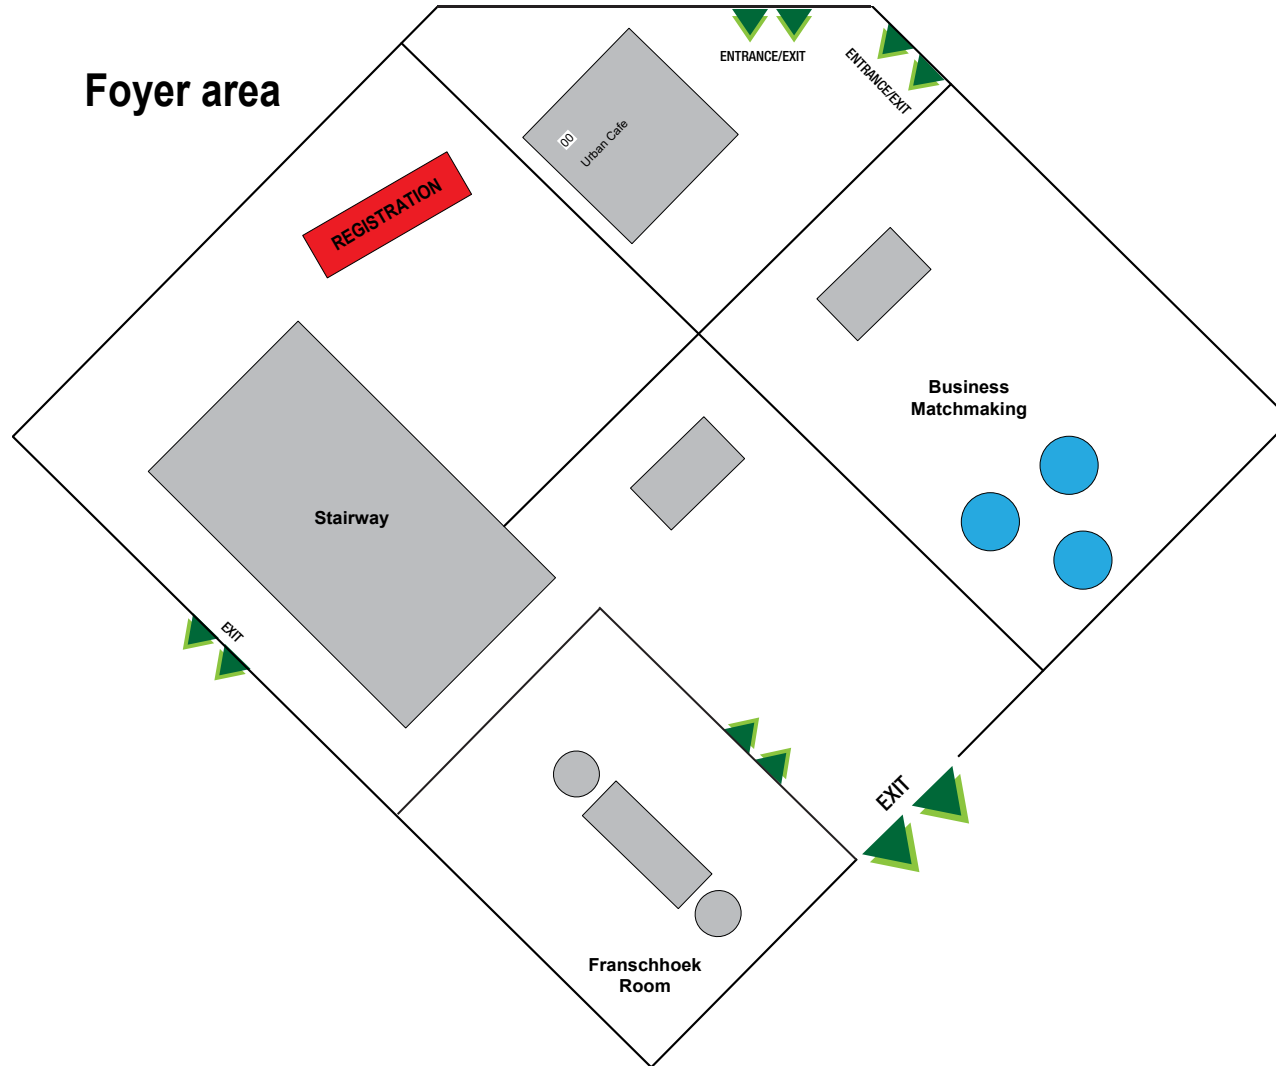 Foyer area
ENTRANCE/EXIT
ENTRANCE/EXIT
00
Urban Cafe
REGISTRATION
Business
Matchmaking
Stairway
EXIT
EXIT
Franschhoek
Room